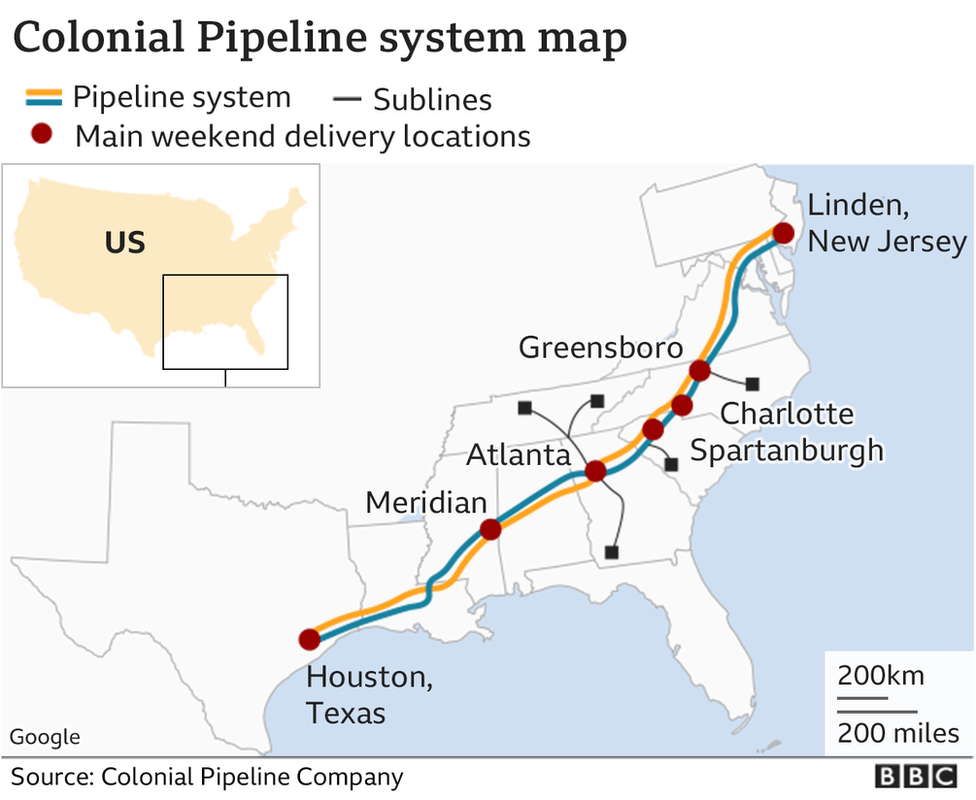 Colonial Pipeline system map
Pipeline system
Sublines
Main weekend delivery locations
US
Linden,
New Jersey
Greensboro
Charlotte
Spartanburgh
Atlanta
Meridian
Houston,
Texas
200km
200 miles
Google
Source: Colonial Pipeline Company
BBC